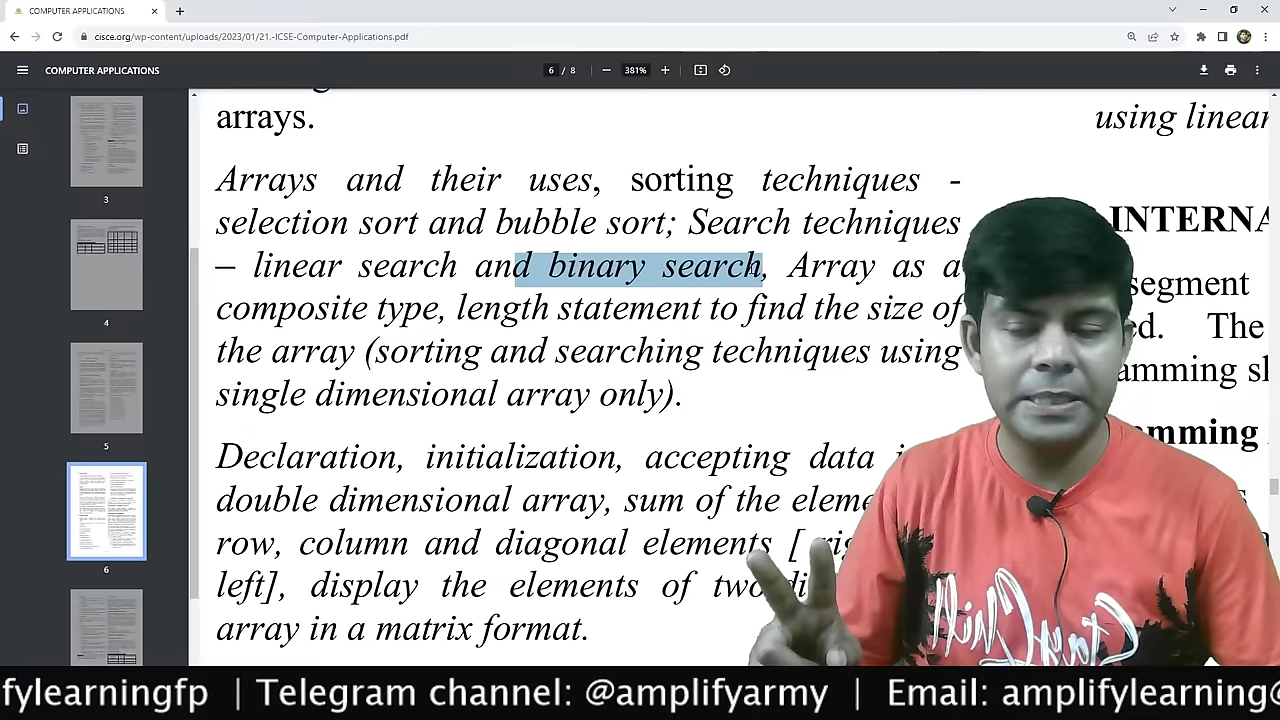 COMPUTER APPLICATIONS
cisce.org/wp-content/uploads/2023/01/21.-ICSE-Computer-Applications.pdf
COMPUTER APPLICATIONS
6 / 8
381%
3
4
5
6
arrays.
Arrays and their uses, sorting techniques -
selection sort and bubble sort; Search techniques
– linear search and binary search, Array as a
composite type, length statement to find the size of
the array (sorting and searching techniques using
single dimensional array only).
Declaration, initialization, accepting data
double dimensional array, sum of the
row, column and diagonal elements [
left], display the elements of two
array in a matrix format.
using linear
INTERNA
segment
The
fylearningfp | Telegram channel: @amplifyarmy | Email: amplifylearning@